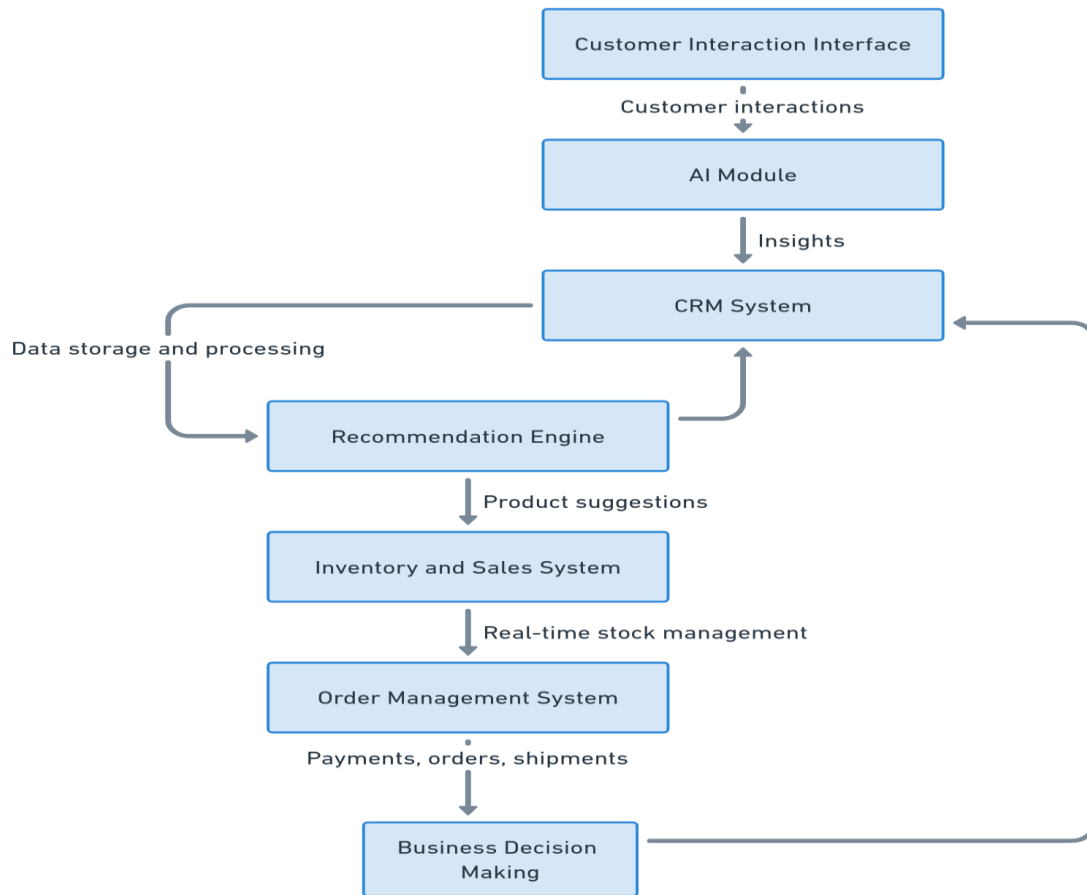 Customer Interaction Interface
Customer interactions
AI Module
Insights
CRM System
Data storage and processing
Recommendation Engine
Product suggestions
Inventory and Sales System
Real-time stock management
Order Management System
Payments, orders, shipments
Business Decision
Making